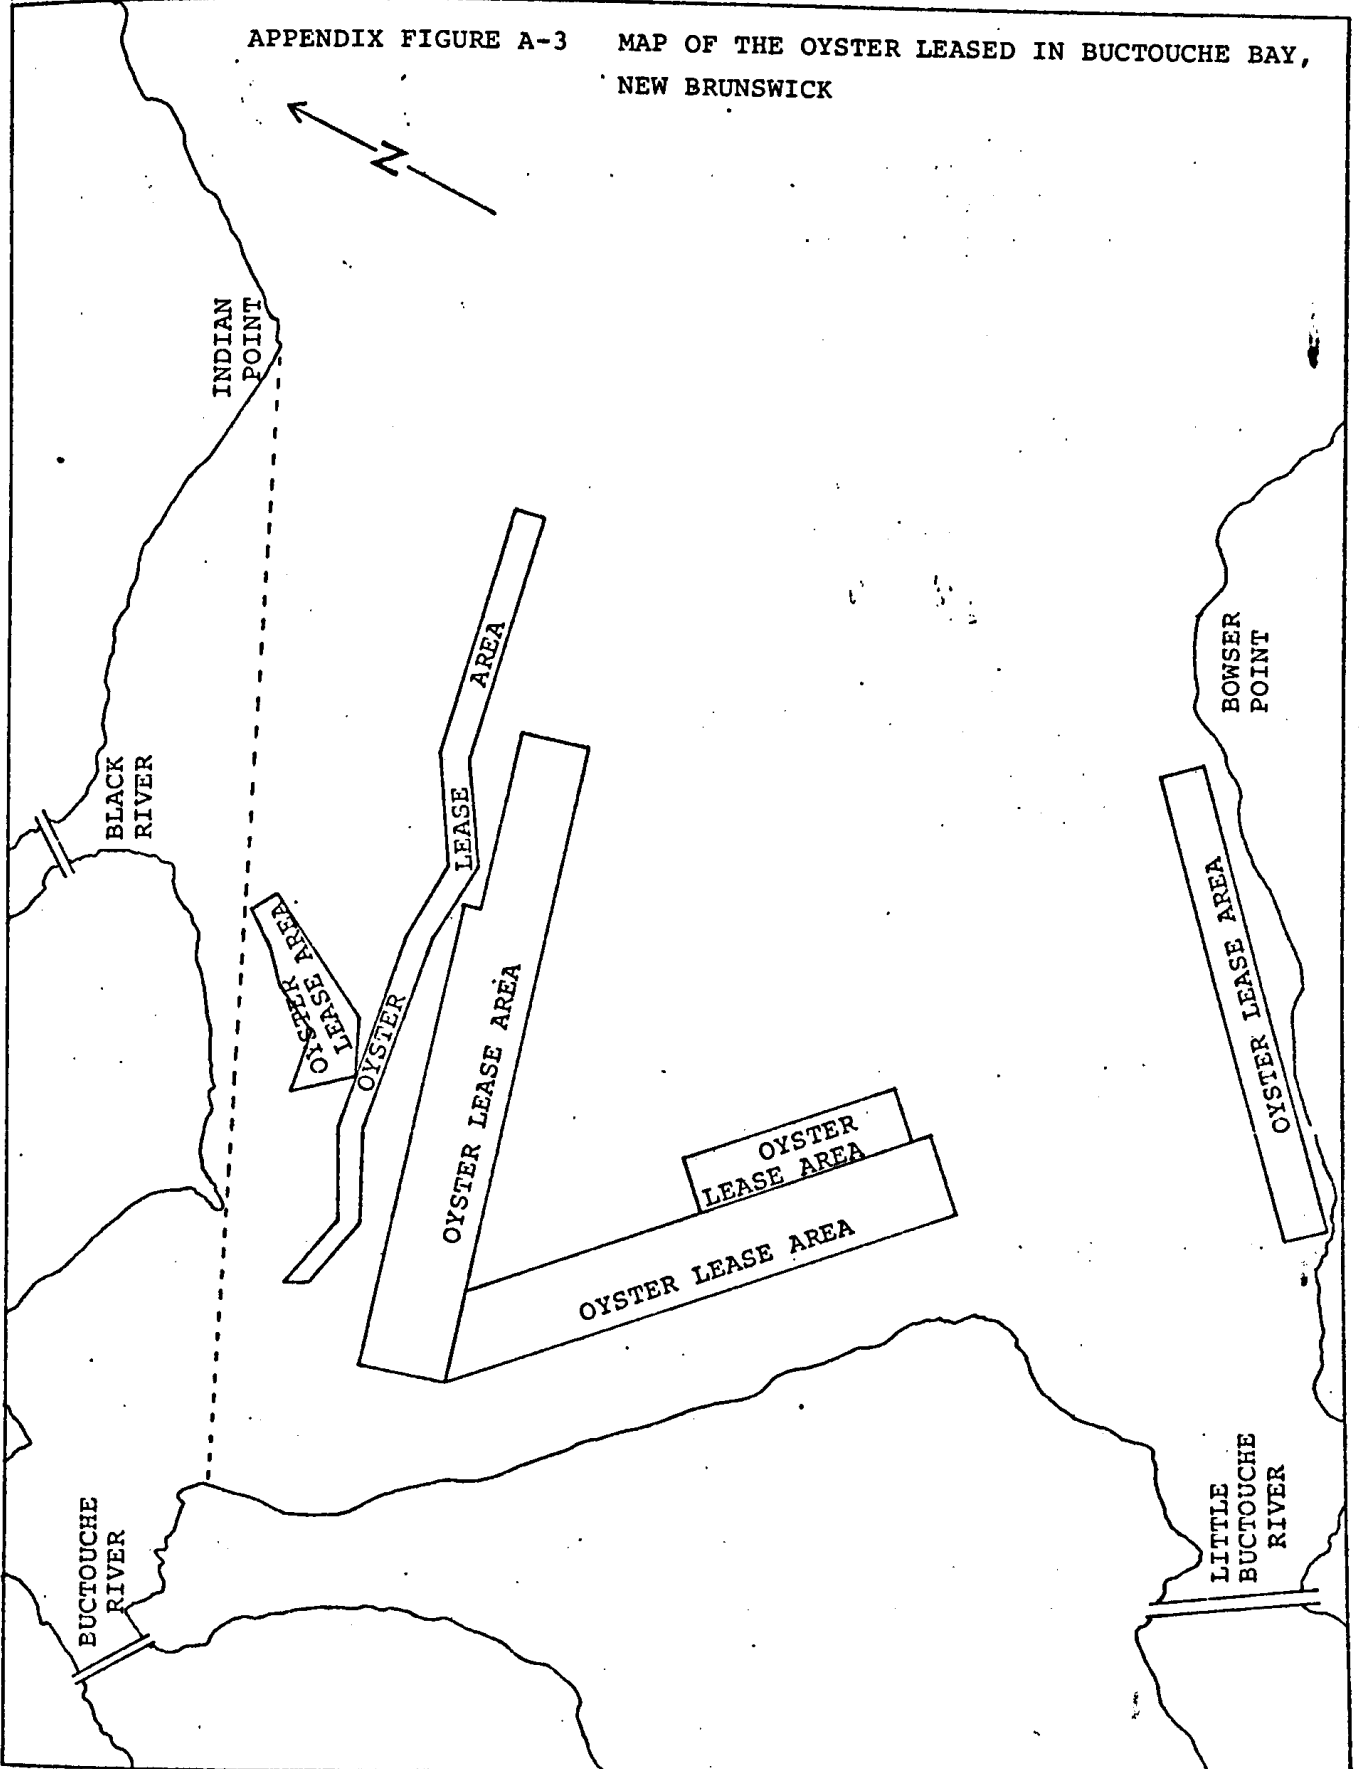 APPENDIX FIGURE A-3 MAP OF THE OYSTER LEASED IN BUCTOUCHE BAY,
NEW BRUNSWICK
N
INDIAN
POINT
AREA
LEASE
OYSTER
BOWSER
POINT
BLACK
RIVER
OYSTER
LEASE AREA
OYSTER LEASE AREA
OYSTER
LEASE AREA
OYSTER LEASE AREA
OYSTER LEASE AREA
BUCTOUCHE
RIVER
LITTLE
BUCTOUCHE
RIVER